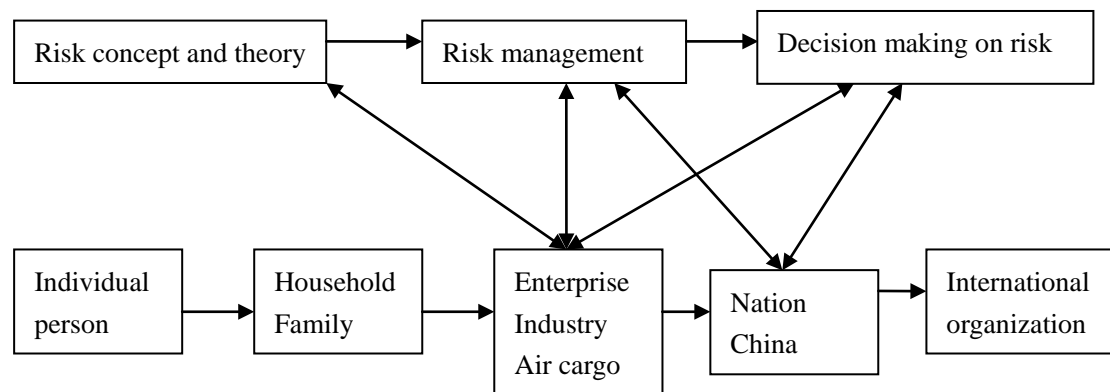 Risk concept and theory
Risk management
Decision making on risk
Individual
person
Household
Family
Enterprise
Industry
Air cargo
Nation
China
International
organization